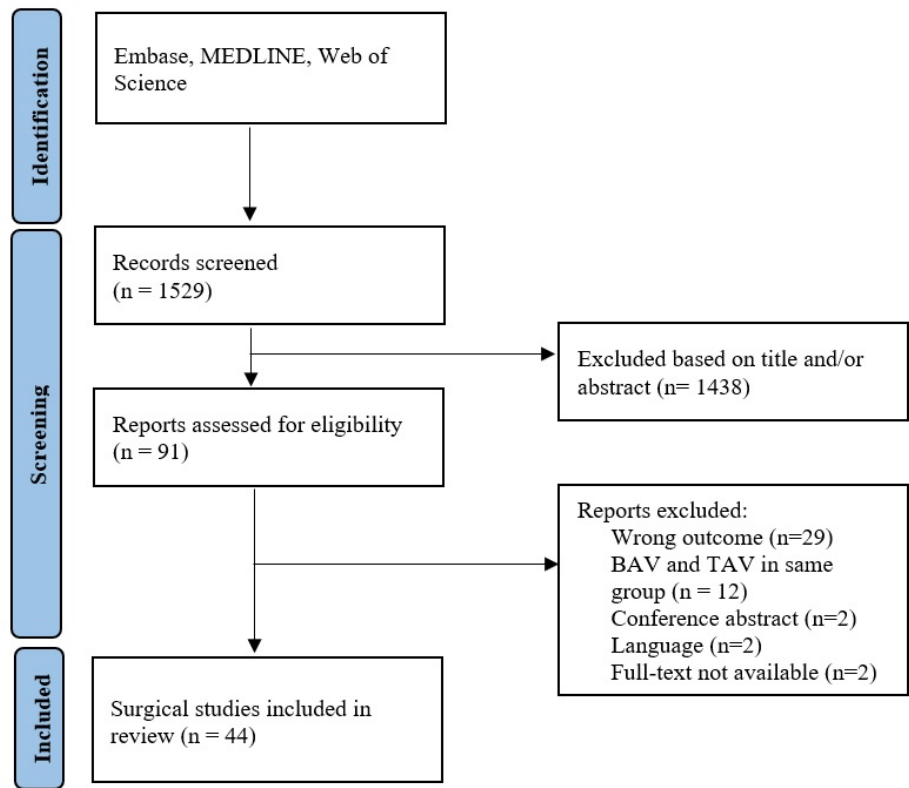 Identification
Embase, MEDLINE, Web of
Science
Screening
Records screened
(n = 1529)
Excluded based on title and/or
abstract (n= 1438)
Reports assessed for eligibility
(n = 91)
Reports excluded:
Wrong outcome (n=29)
BAV and TAV in same
group (n = 12)
Conference abstract (n=2)
Language (n=2)
Full-text not available (n=2)
Included
Surgical studies included in
review (n = 44)